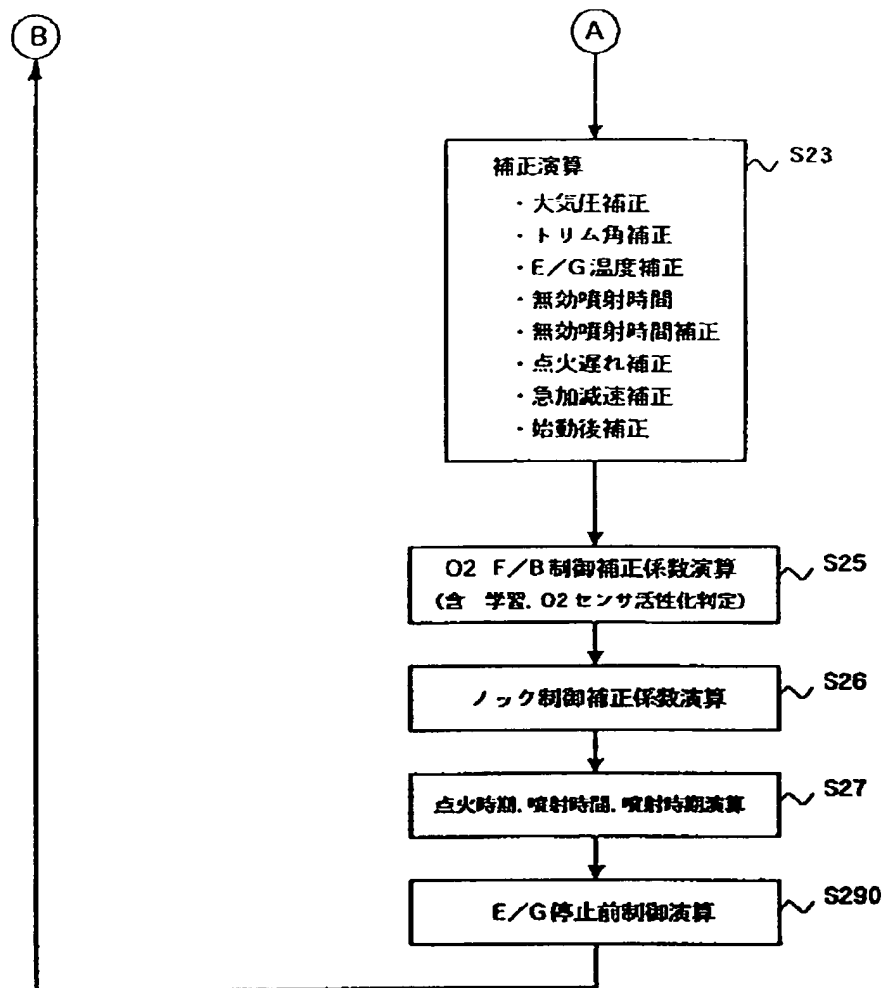 B
A
S23
補正演算
・大気圧補正
・トリム角補正
・E/G温度補正
・無効噴射時間
・無効噴射時間補正
・点火遅れ補正
・急加減速補正
・始動後補正
S25
O2 F/B制御補正係数演算
(含 学習、O2センサ活性化判定)
S26
ノック制御補正係数演算
S27
点火時期、噴射時間、噴射時期演算
S290
E/G停止前制御演算